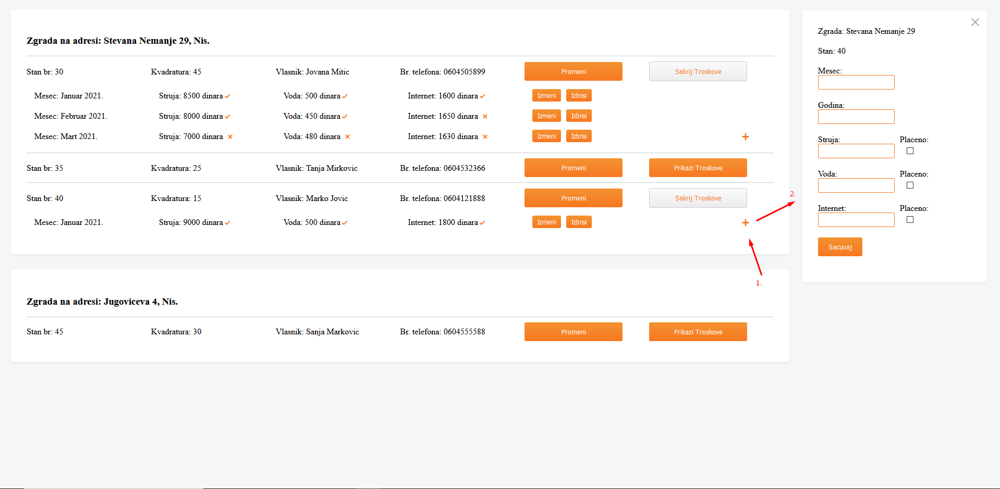 Zgrada na adresi: Stevana Nemanje 29, Nis.
Stan br: 30 Kvadratura: 45 Vlasnik: Jovana Mitic Br. telefona: 0604505899 Promeni Sakrij Troskove
Mesec: Januar 2021. Struja: 8500 dinara Voda: 500 dinara Internet: 1600 dinara Izmeni Izbrisi
Mesec: Februar 2021. Struja: 8000 dinara Voda: 450 dinara Internet: 1650 dinara Izmeni Izbrisi
Mesec: Mart 2021. Struja: 7000 dinara Voda: 480 dinara Internet: 1630 dinara Izmeni Izbrisi
Stan br: 35 Kvadratura: 25 Vlasnik: Tanja Mirkovic Br. telefona: 0604532366 Promeni Prikazi Troskove
Stan br: 40 Kvadratura: 15 Vlasnik: Marko Jovic Br. telefona: 0604121888 Promeni Sakrij Troskove
Mesec: Januar 2021. Struja: 9000 dinara Voda: 500 dinara Internet: 1800 dinara Izmeni Izbrisi
2.
1.
Zgrada na adresi: Jugoviceva 4, Nis.
Stan br: 45 Kvadratura: 30 Vlasnik: Sanja Markovic Br. telefona: 0604555588 Promeni Prikazi Troskove
Zgrada: Stevana Nemanje 29
Stan: 40
Mesec:
Godina:
Struja: Placeno:
Voda: Placeno:
Internet: Placeno:
Sacuvaj